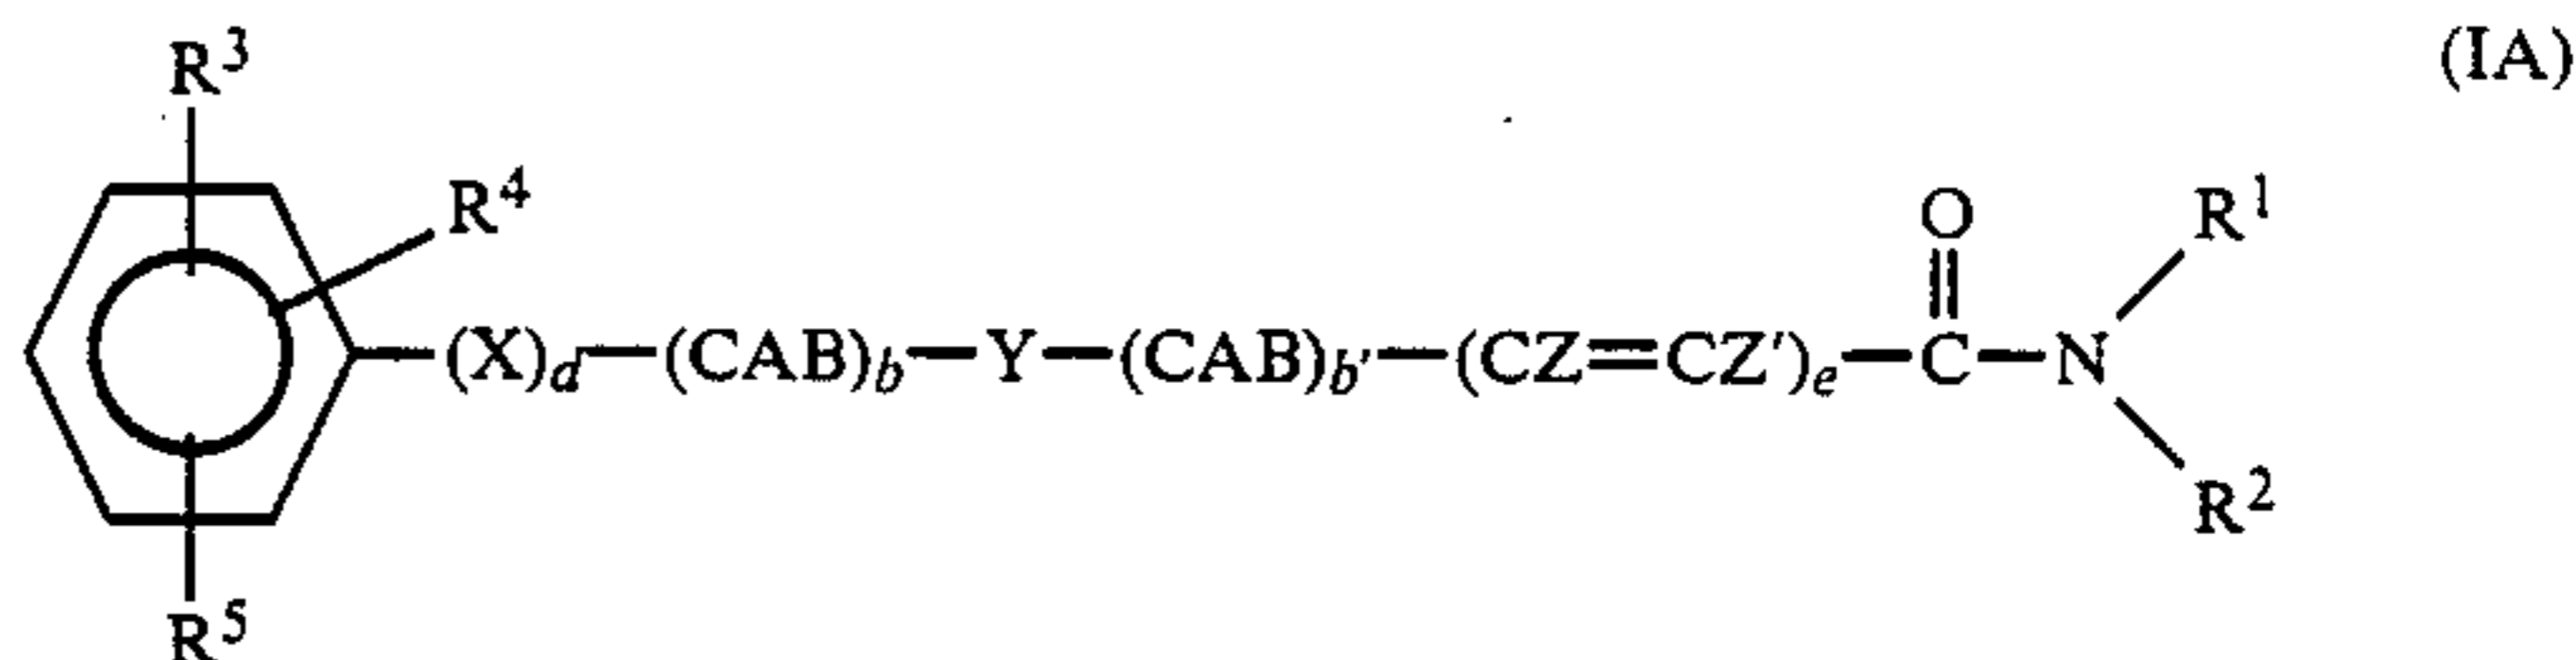 R³ (IA)
R⁴
O R¹
(X)d—(CAB)b—Y—(CAB)b'—(CZ=CZ')e—C—N
R²
R⁵